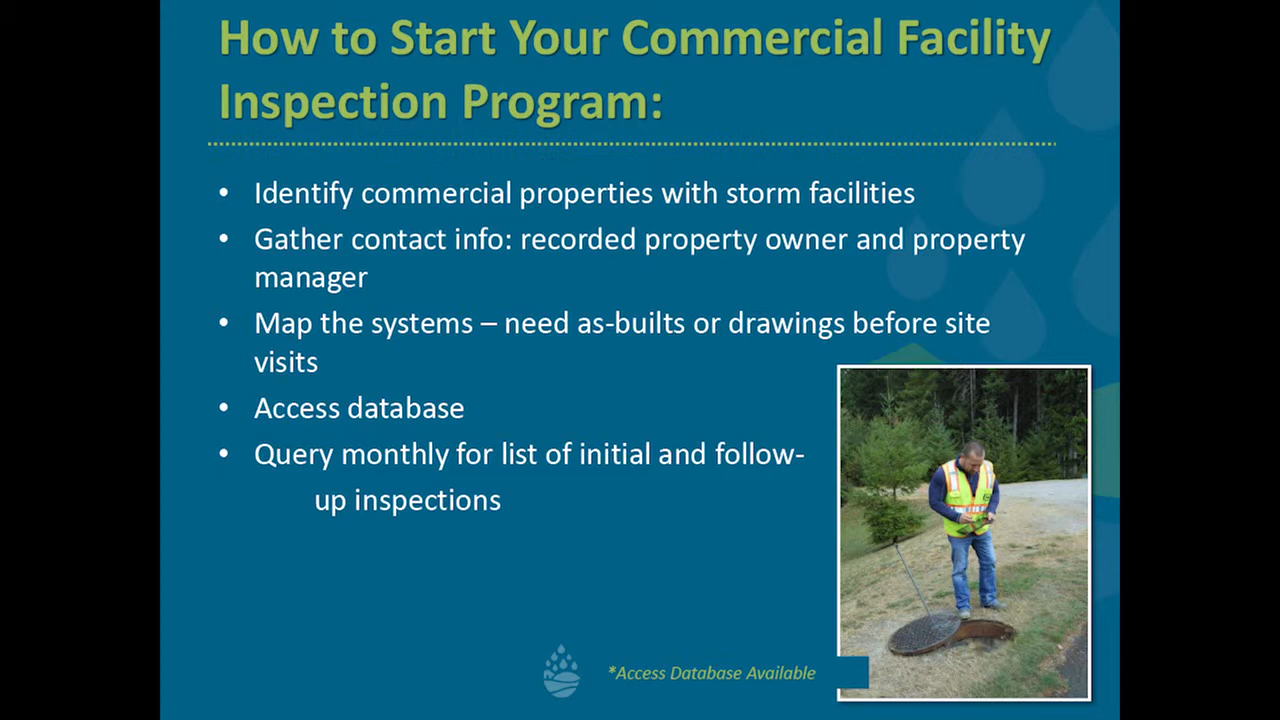 How to Start Your Commercial Facility
Inspection Program:
• Identify commercial properties with storm facilities
• Gather contact info: recorded property owner and property
manager
• Map the systems – need as-builts or drawings before site
visits
• Access database
• Query monthly for list of initial and follow-
up inspections
*Access Database Available